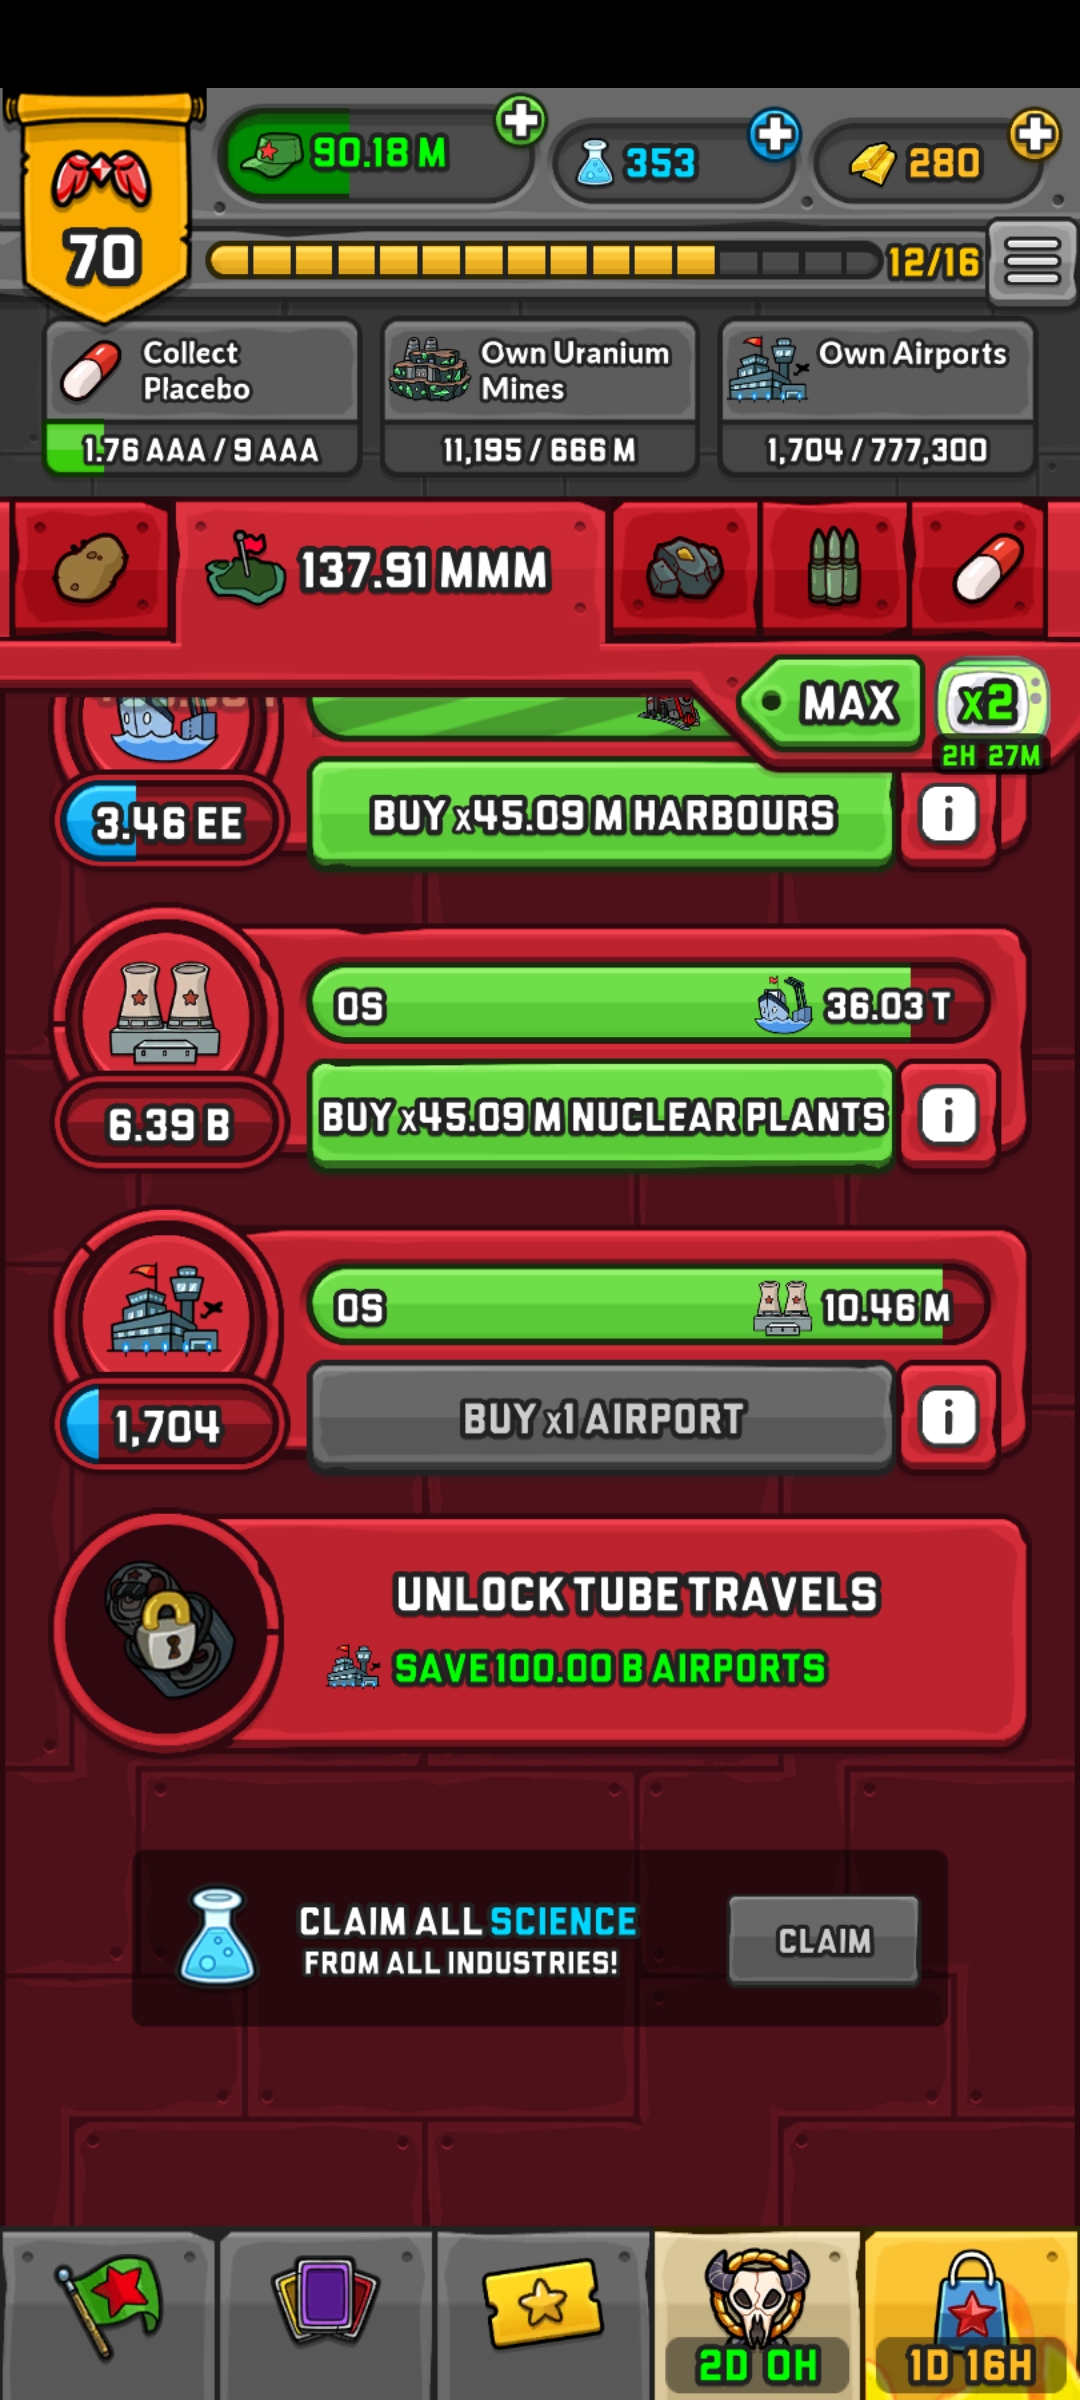 90.18 M
353
280
70
12/16
Collect
Placebo
1.76 AAA / 9 AAA
Own Uranium
Mines
11,195 / 666 M
Own Airports
1,704 / 777,300
137.91 MMM
MAX
x2
2H 27M
3.46 EE
BUY x45.09 M HARBOURS
i
0S
36.03 T
6.39 B
BUY x45.09 M NUCLEAR PLANTS
i
0S
10.46 M
1,704
BUY x1 AIRPORT
i
UNLOCK TUBE TRAVELS
SAVE 100.00 B AIRPORTS
CLAIM ALL SCIENCE
FROM ALL INDUSTRIES!
CLAIM
2D 0H
1D 16H